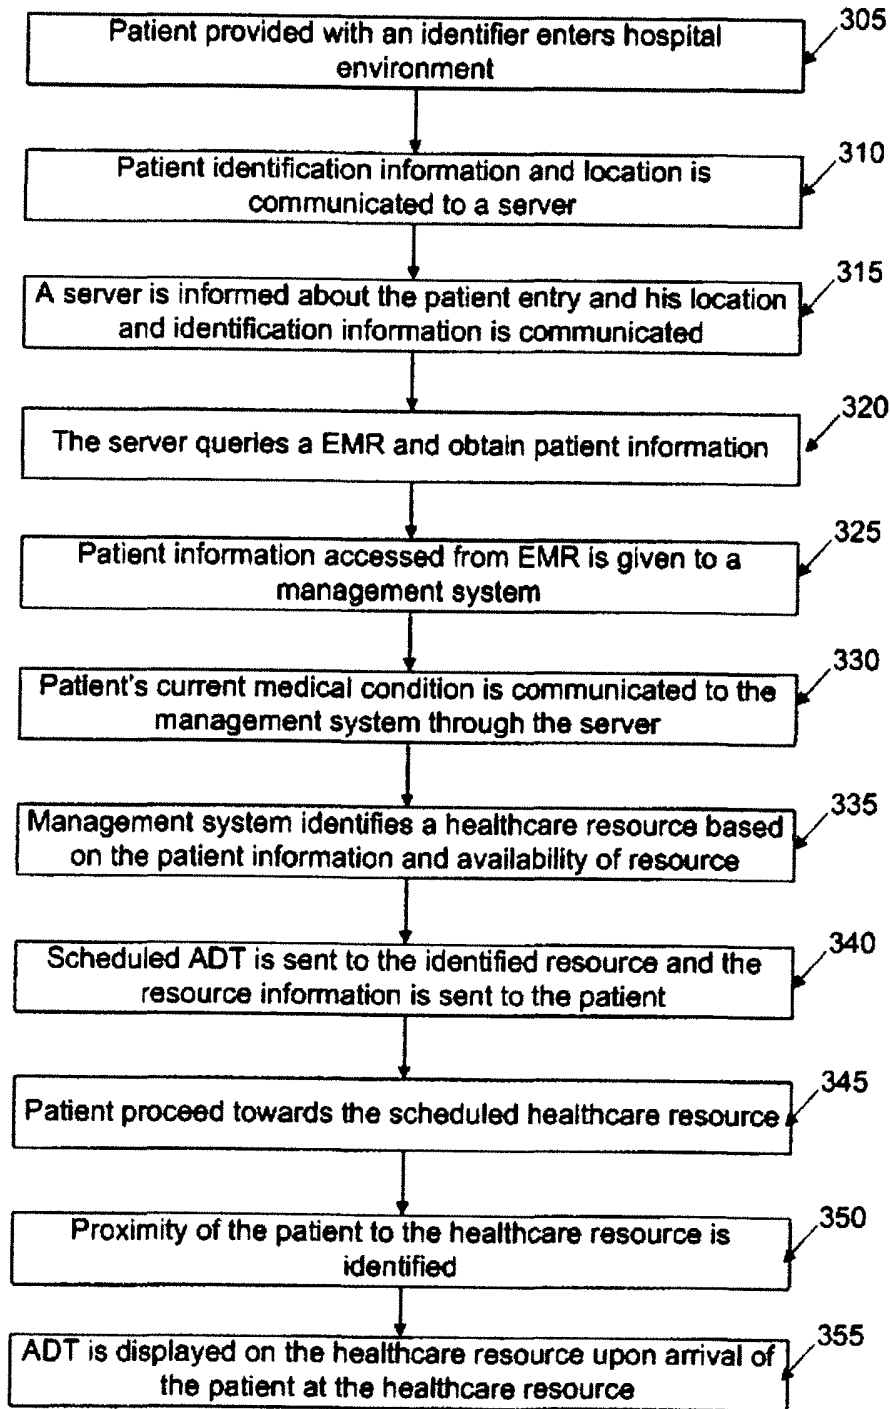 Patient provided with an identifier enters hospital
environment
305
Patient identification information and location is
communicated to a server
310
A server is informed about the patient entry and his location
and identification information is communicated
315
The server queries a EMR and obtain patient information
320
Patient information accessed from EMR is given to a
management system
325
Patient's current medical condition is communicated to the
management system through the server
330
Management system identifies a healthcare resource based
on the patient information and availability of resource
335
Scheduled ADT is sent to the identified resource and the
resource information is sent to the patient
340
Patient proceed towards the scheduled healthcare resource
345
Proximity of the patient to the healthcare resource is
identified
350
ADT is displayed on the healthcare resource upon arrival of
the patient at the healthcare resource
355